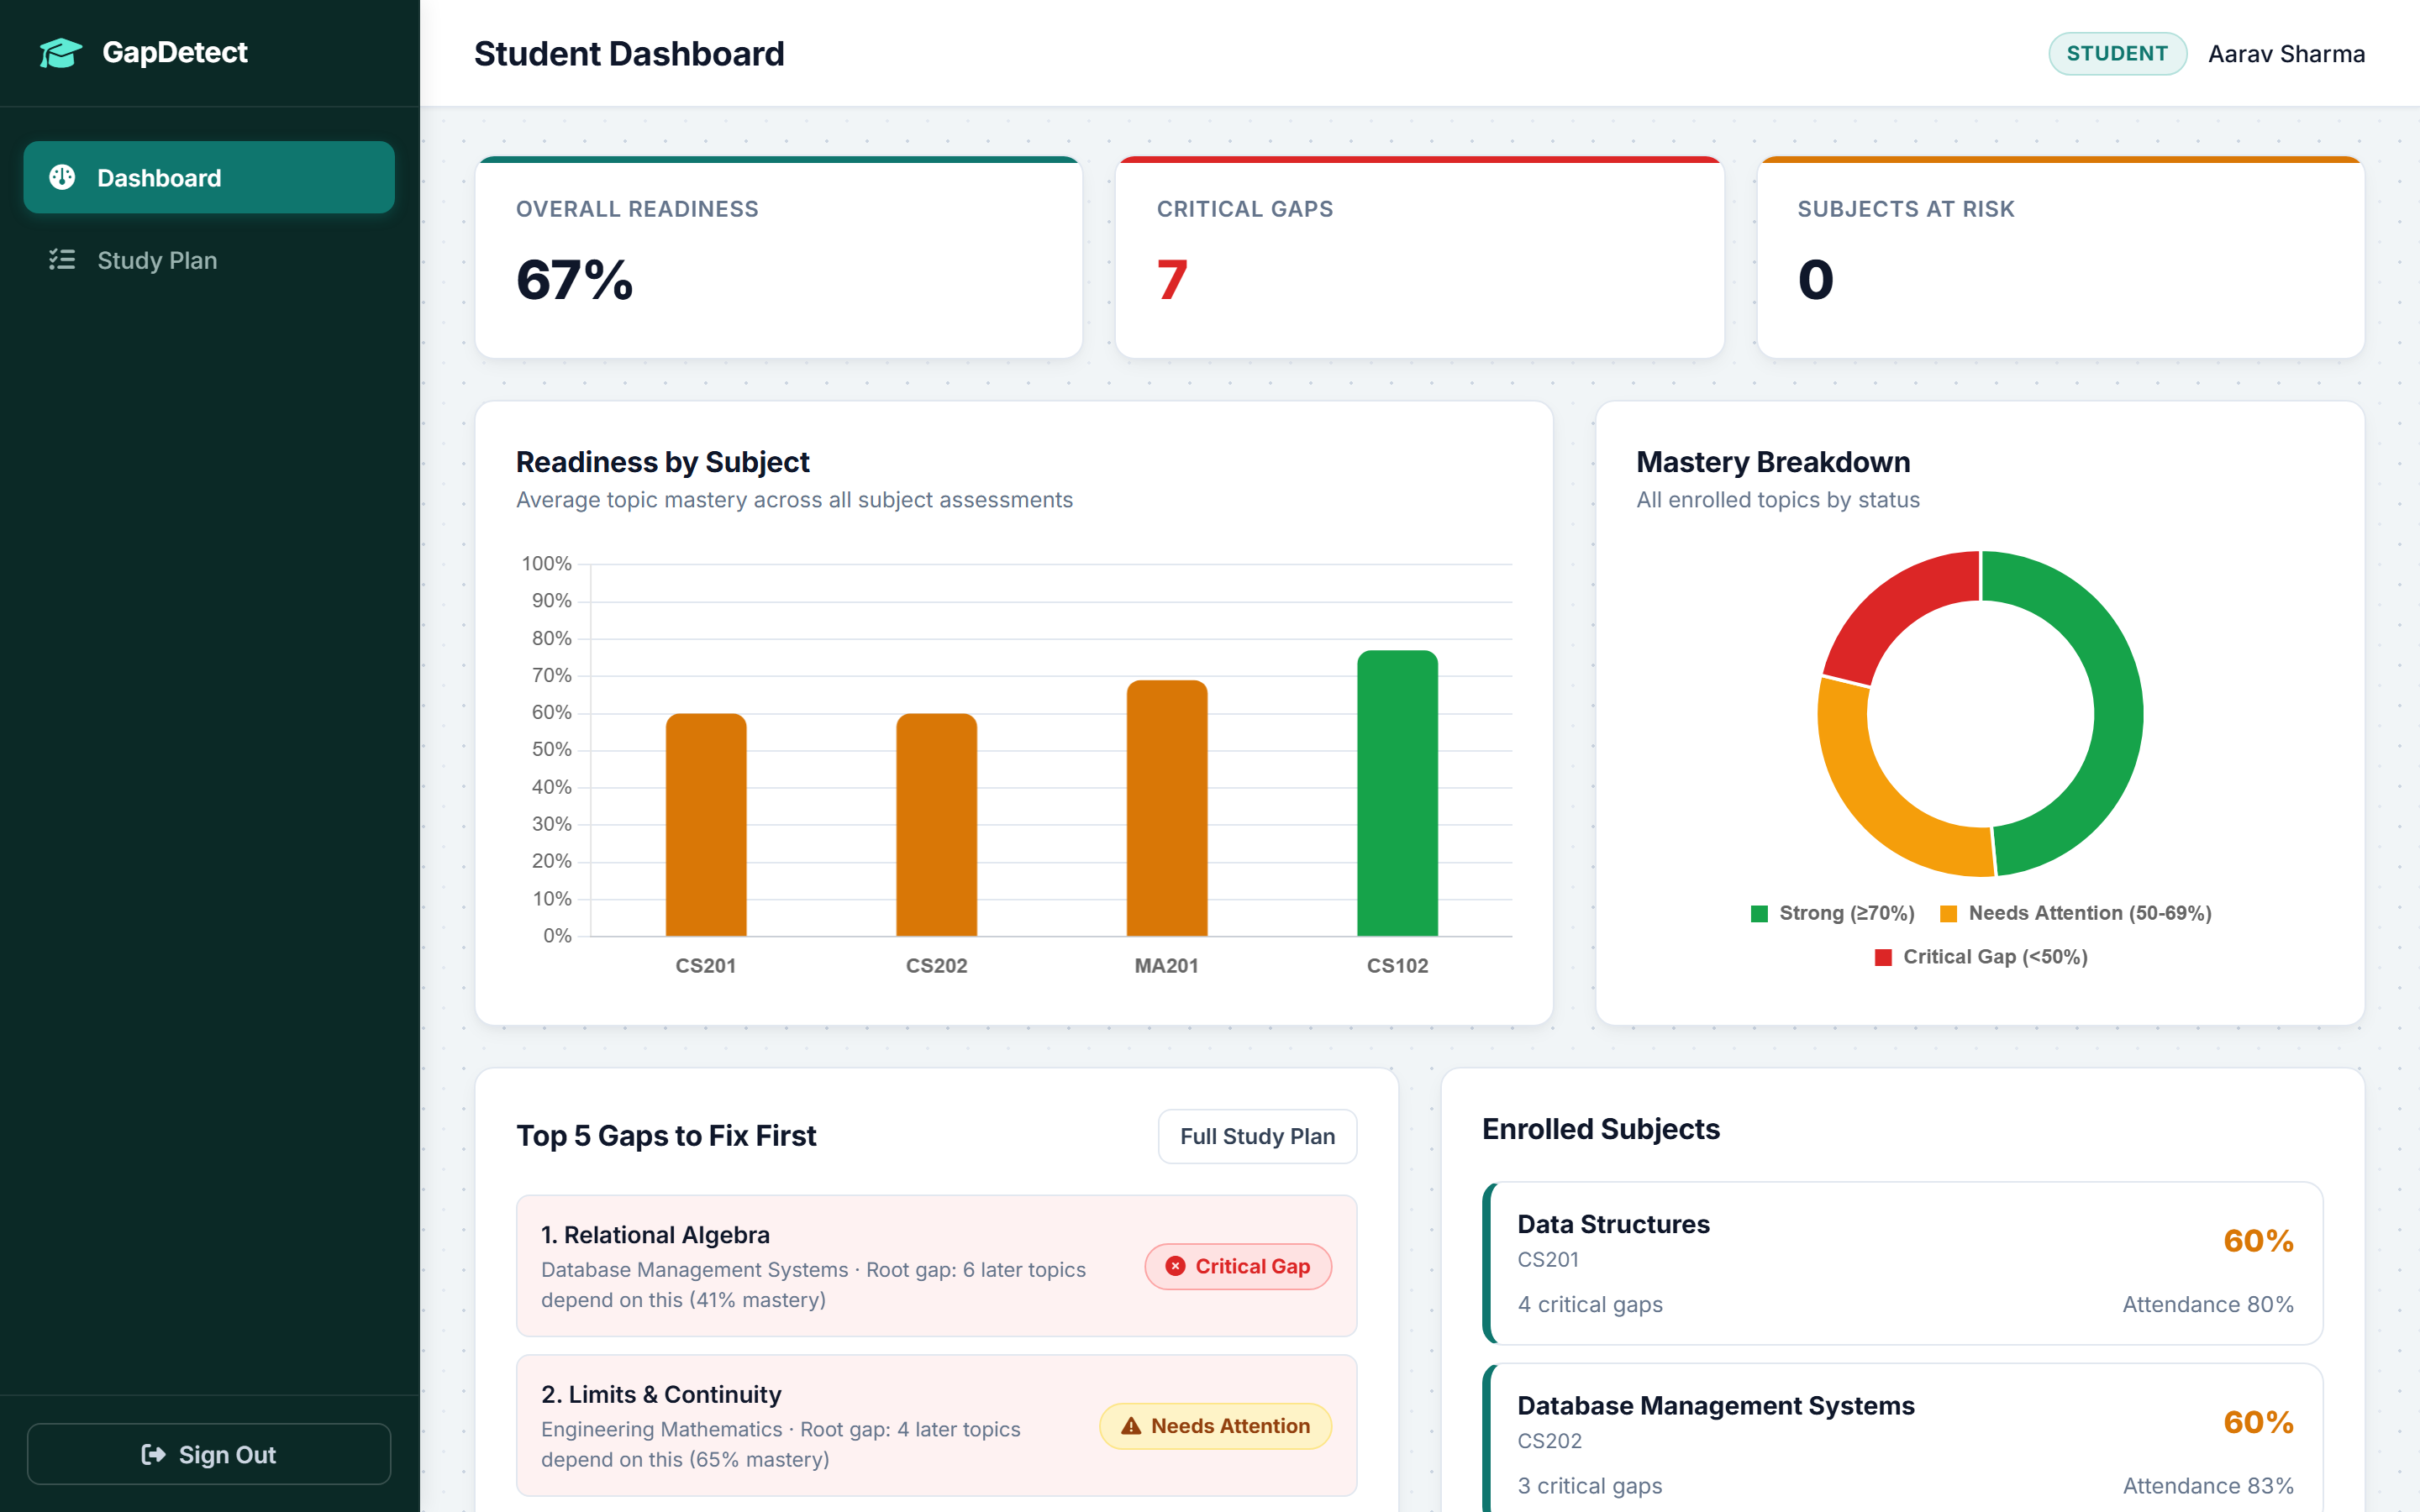 GapDetect
Dashboard
Study Plan
Sign Out
Student Dashboard
STUDENT
Aarav Sharma
OVERALL READINESS
67%
CRITICAL GAPS
7
SUBJECTS AT RISK
0
Readiness by Subject
Average topic mastery across all subject assessments
100%
90%
80%
70%
60%
50%
40%
30%
20%
10%
0%
CS201
CS202
MA201
CS102
Mastery Breakdown
All enrolled topics by status
Strong (≥70%)
Needs Attention (50-69%)
Critical Gap (<50%)
Top 5 Gaps to Fix First
Full Study Plan
1. Relational Algebra
Database Management Systems · Root gap: 6 later topics
depend on this (41% mastery)
Critical Gap
2. Limits & Continuity
Engineering Mathematics · Root gap: 4 later topics
depend on this (65% mastery)
Needs Attention
Enrolled Subjects
Data Structures
CS201
60%
4 critical gaps
Attendance 80%
Database Management Systems
CS202
60%
3 critical gaps
Attendance 83%